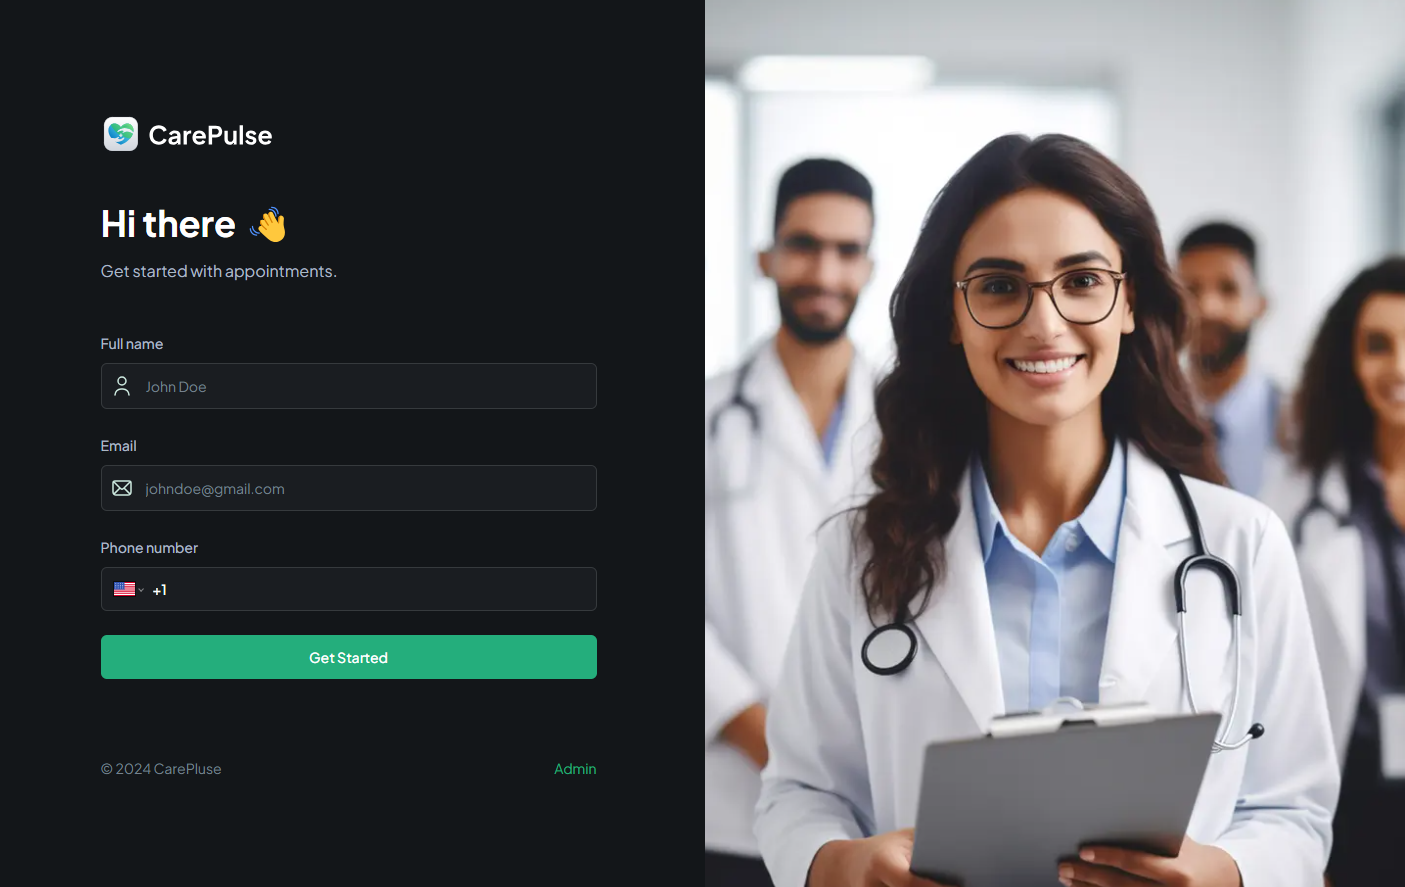 CarePulse
Hi there 👋
Get started with appointments.
Full name
John Doe
Email
johndoe@gmail.com
Phone number
+1
Get Started
© 2024 CarePluse
Admin